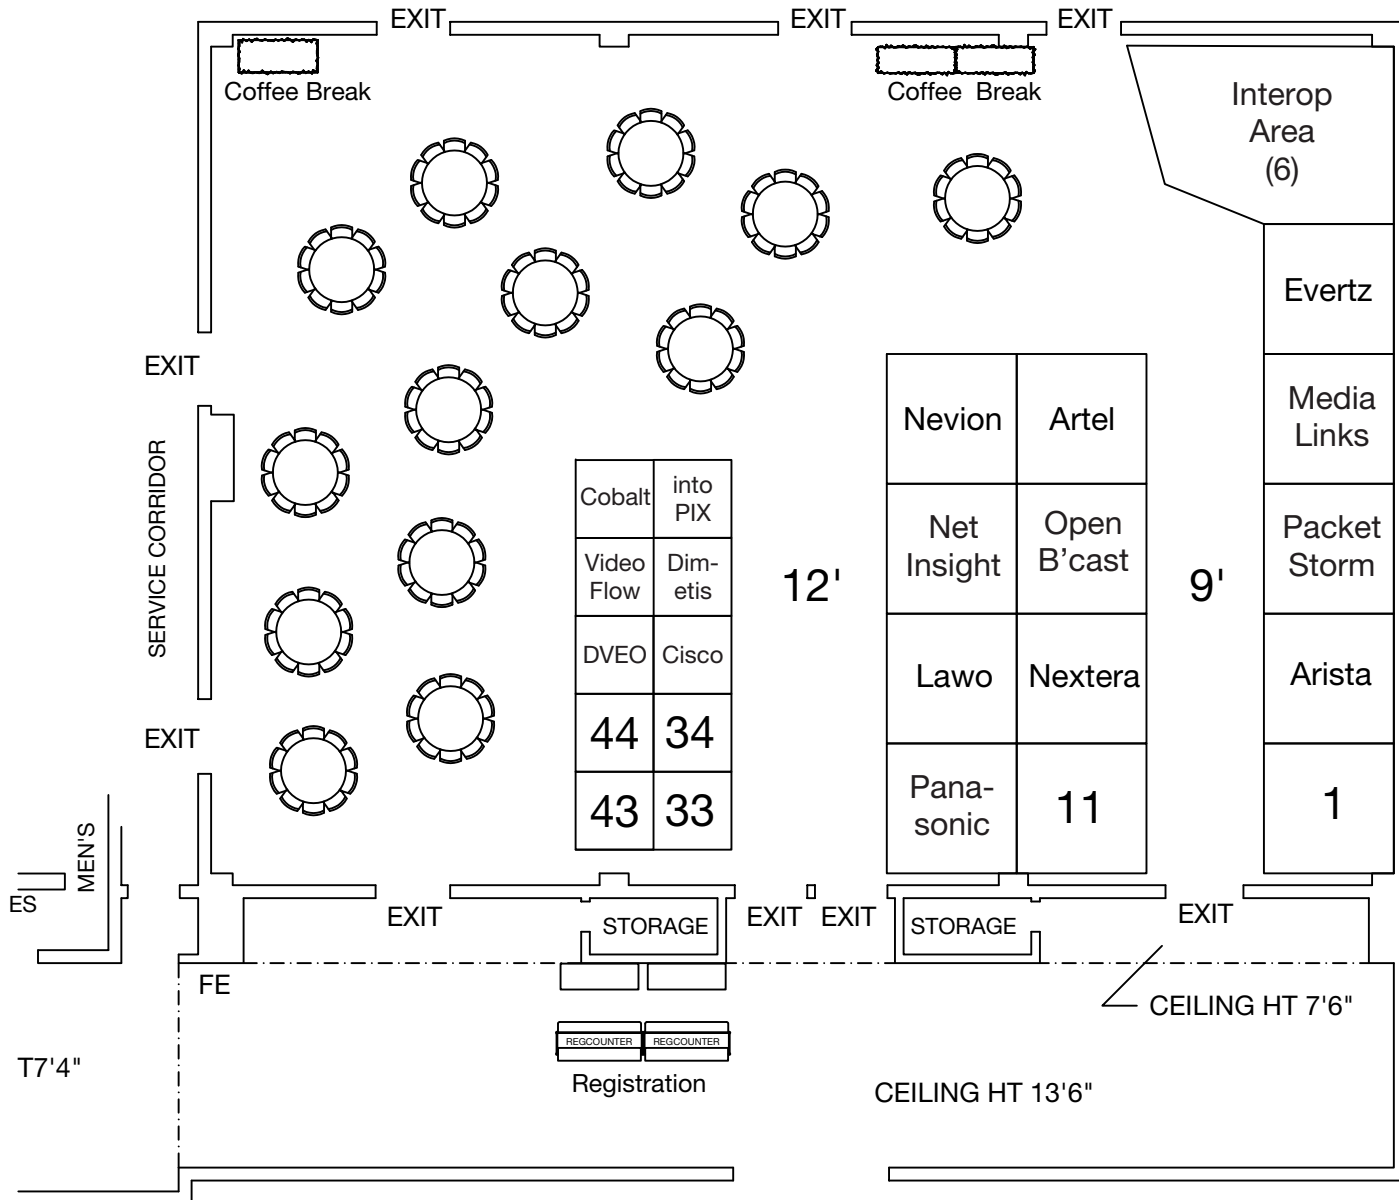 EXIT
EXIT
EXIT
Coffee Break
Coffee Break
Interop
Area
(6)
Evertz
EXIT
Nevion
Artel
Media
Links
SERVICE CORRIDOR
Cobalt
into
PIX
Net
Insight
Open
B'cast
Packet
Storm
Video
Flow
Dim-
etis
12'
9'
DVEO
Cisco
Lawo
Nextera
Arista
EXIT
44
34
43
33
Pana-
sonic
11
1
MEN'S
ES
EXIT
STORAGE
EXIT
EXIT
STORAGE
EXIT
FE
CEILING HT 7'6"
REGCOUNTER
REGCOUNTER
Registration
T7'4"
CEILING HT 13'6"